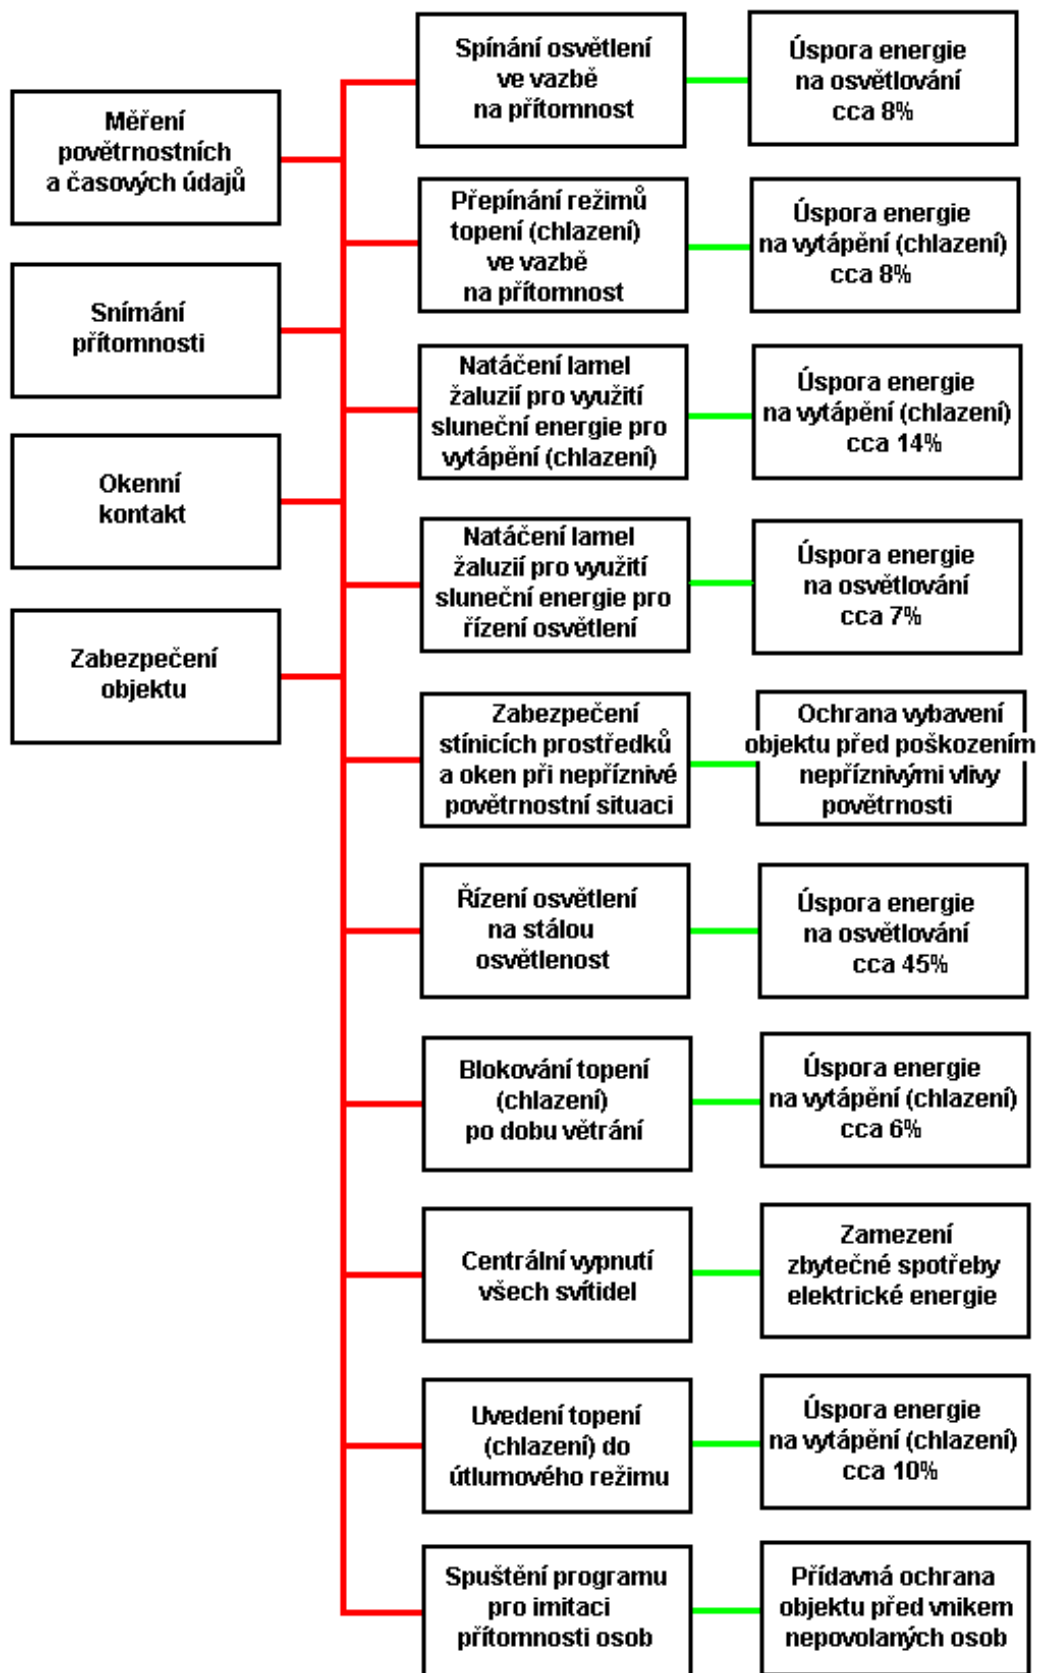 Měření
povětrnostních
a časových údajů
Snímání
přítomnosti
Okenní
kontakt
Zabezpečení
objektu
Spínání osvětlení
ve vazbě
na přítomnost
Úspora energie
na osvětlování
cca 8%
Přepínání režimů
topení (chlazení)
ve vazbě
na přítomnost
Úspora energie
na vytápění (chlazení)
cca 8%
Natáčení lamel
žaluzií pro využití
sluneční energie pro
vytápění (chlazení)
Úspora energie
na vytápění (chlazení)
cca 14%
Natáčení lamel
žaluzií pro využití
sluneční energie pro
řízení osvětlení
Úspora energie
na osvětlování
cca 7%
Zabezpečení
stínicích prostředků
a oken při nepříznivé
povětrnostní situaci
Ochrana vybavení
objektu před poškozením
nepříznivými vlivy
povětrnosti
Řízení osvětlení
na stálou
osvětlenost
Úspora energie
na osvětlování
cca 45%
Blokování topení
(chlazení)
po dobu větrání
Úspora energie
na vytápění (chlazení)
cca 6%
Centrální vypnutí
všech svítidel
Zamezení
zbytečné spotřeby
elektrické energie
Uvedení topení
(chlazení) do
útlumového režimu
Úspora energie
na vytápění (chlazení)
cca 10%
Spuštění programu
pro imitaci
přítomnosti osob
Přídavná ochrana
objektu před vnikem
nepovolaných osob